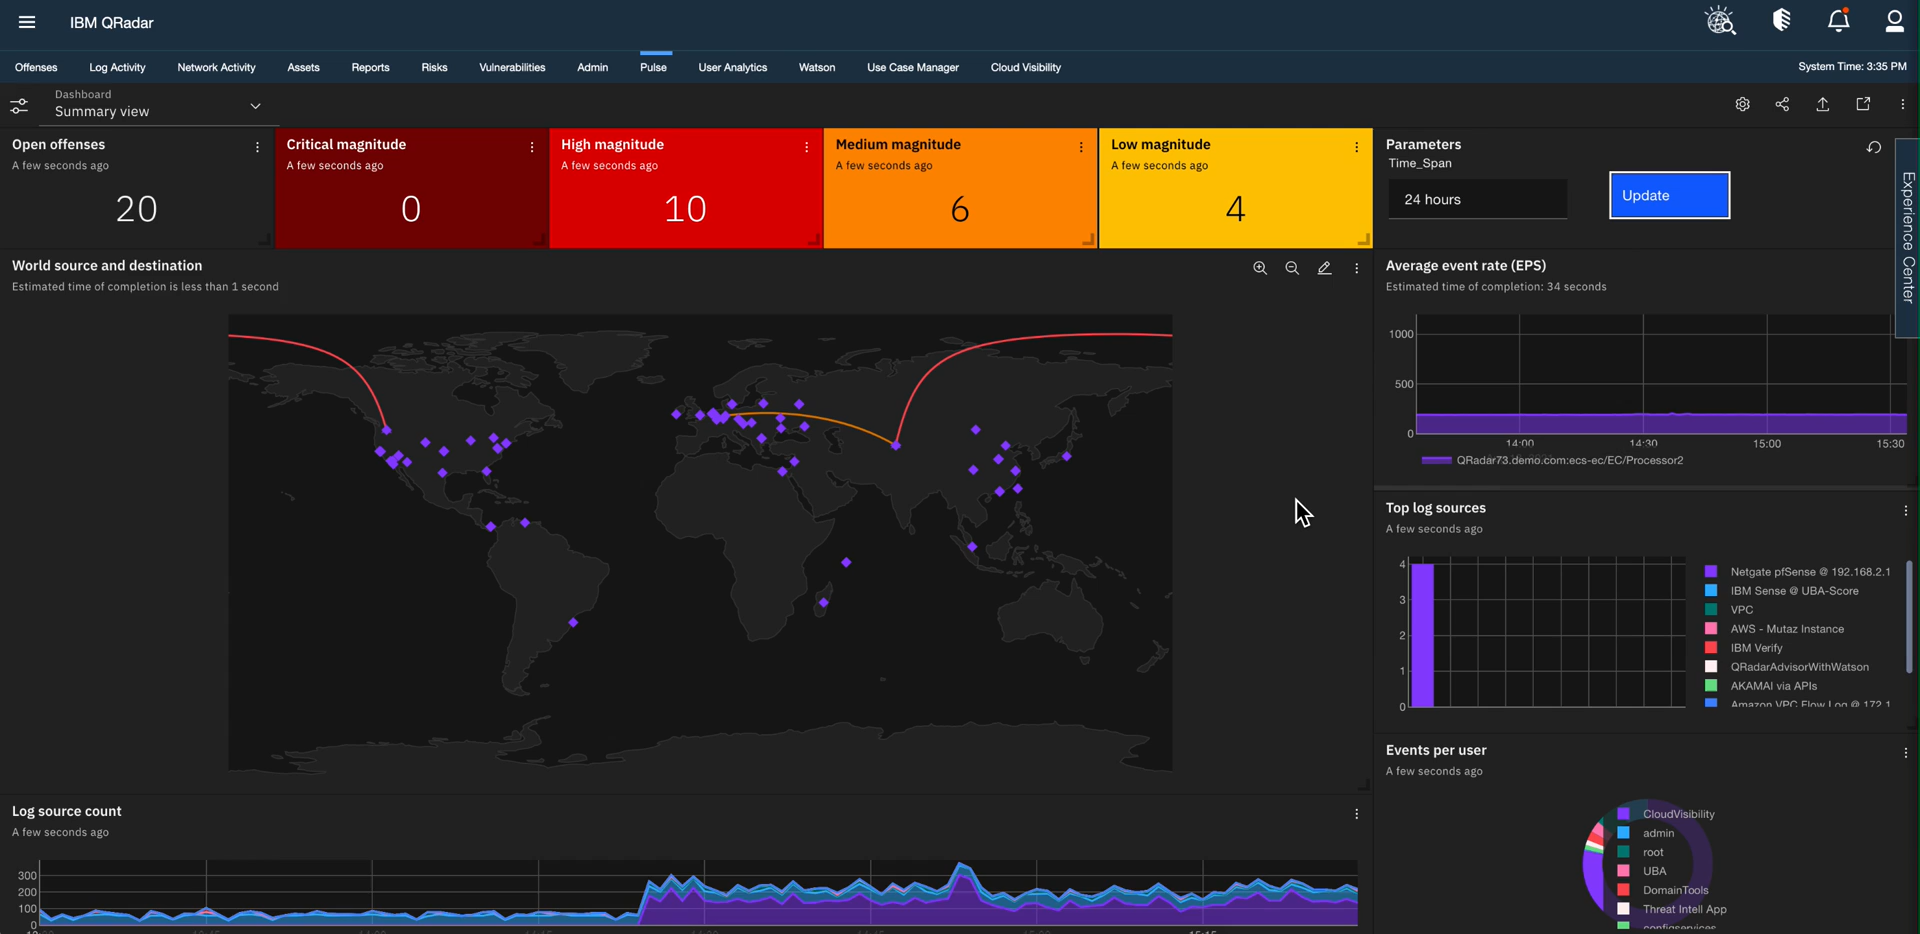 IBM QRadar
Offenses Log Activity Network Activity Assets Reports Risks Vulnerabilities Admin Pulse User Analytics Watson Use Case Manager Cloud Visibility System Time: 3:35 PM
Dashboard
Summary view
Open offenses
A few seconds ago
20
Critical magnitude
A few seconds ago
0
High magnitude
A few seconds ago
10
Medium magnitude
A few seconds ago
6
Low magnitude
A few seconds ago
4
Parameters
Time_Span
24 hours
Update
Experience Center
World source and destination
Estimated time of completion is less than 1 second
Average event rate (EPS)
Estimated time of completion: 34 seconds
1000
500
0
14:00 14:30 15:00 15:30
QRadar73.demo.com:ecs-ec/EC/Processor2
Top log sources
A few seconds ago
4
3
2
1
0
Netgate pfSense @ 192.168.2.1
IBM Sense @ UBA-Score
VPC
AWS - Mutaz Instance
IBM Verify
QRadarAdvisorWithWatson
AKAMAI via APIs
Amazon VPC Flow Log @ 172.1
Events per user
A few seconds ago
CloudVisibility
admin
root
UBA
DomainTools
Threat Intell App
configservices
Log source count
A few seconds ago
300
200
100
0